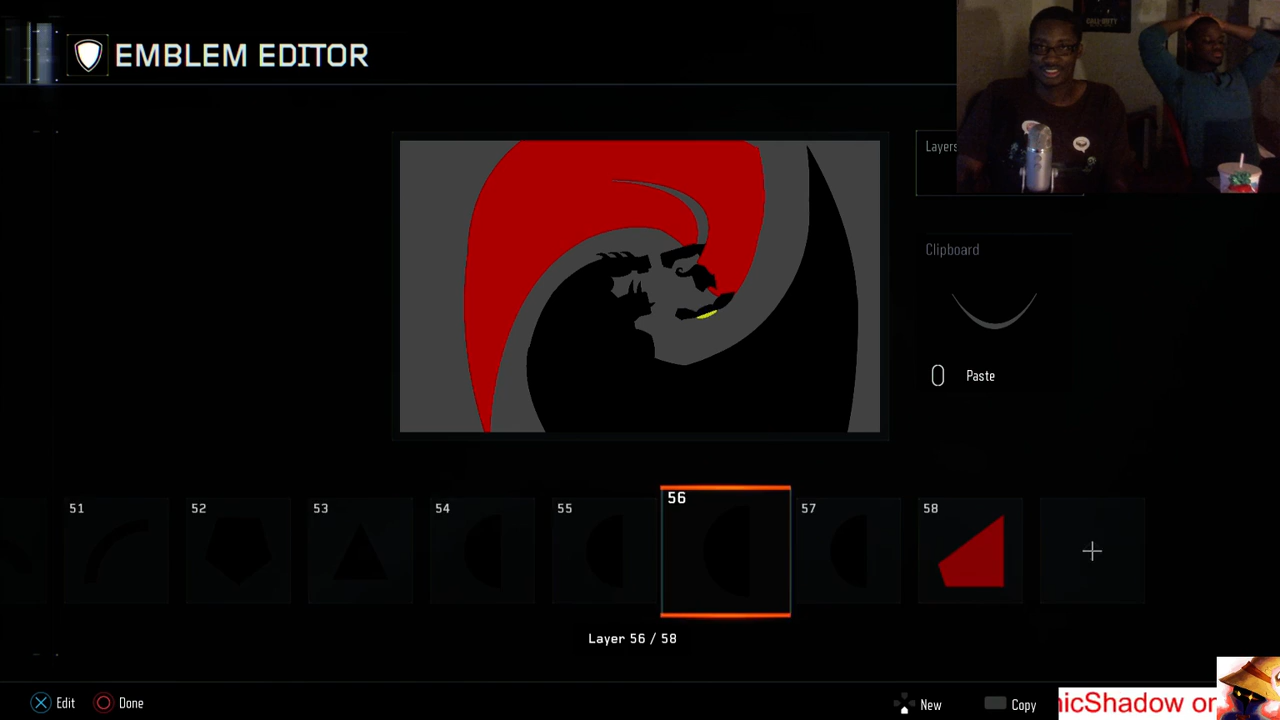 EMBLEM EDITOR
Layers
Clipboard
Paste
51
52
53
54
55
56
57
58
Layer 56 / 58
Edit
Done
New
Copy
nicShadow or